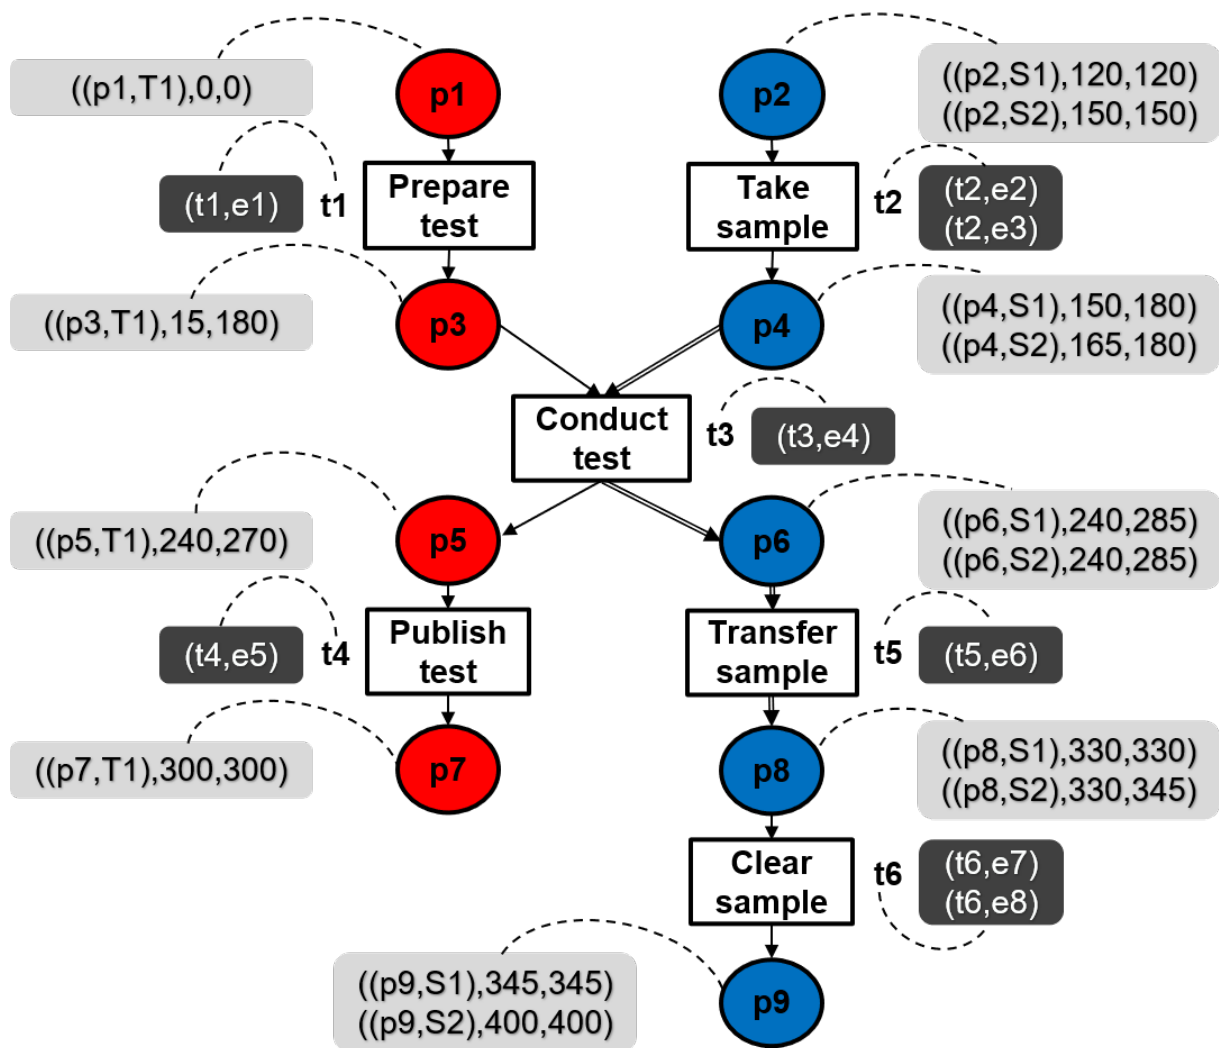 p1
p2
((p1,T1),0,0)
((p2,S1),120,120)
((p2,S2),150,150)
Prepare
test
t1
(t1,e1)
Take
sample
t2
(t2,e2)
(t2,e3)
((p3,T1),15,180)
p3
p4
((p4,S1),150,180)
((p4,S2),165,180)
Conduct
test
t3
(t3,e4)
((p5,T1),240,270)
p5
p6
((p6,S1),240,285)
((p6,S2),240,285)
(t4,e5)
t4
Publish
test
Transfer
sample
t5
(t5,e6)
((p7,T1),300,300)
p7
p8
((p8,S1),330,330)
((p8,S2),330,345)
Clear
sample
t6
(t6,e7)
(t6,e8)
((p9,S1),345,345)
((p9,S2),400,400)
p9